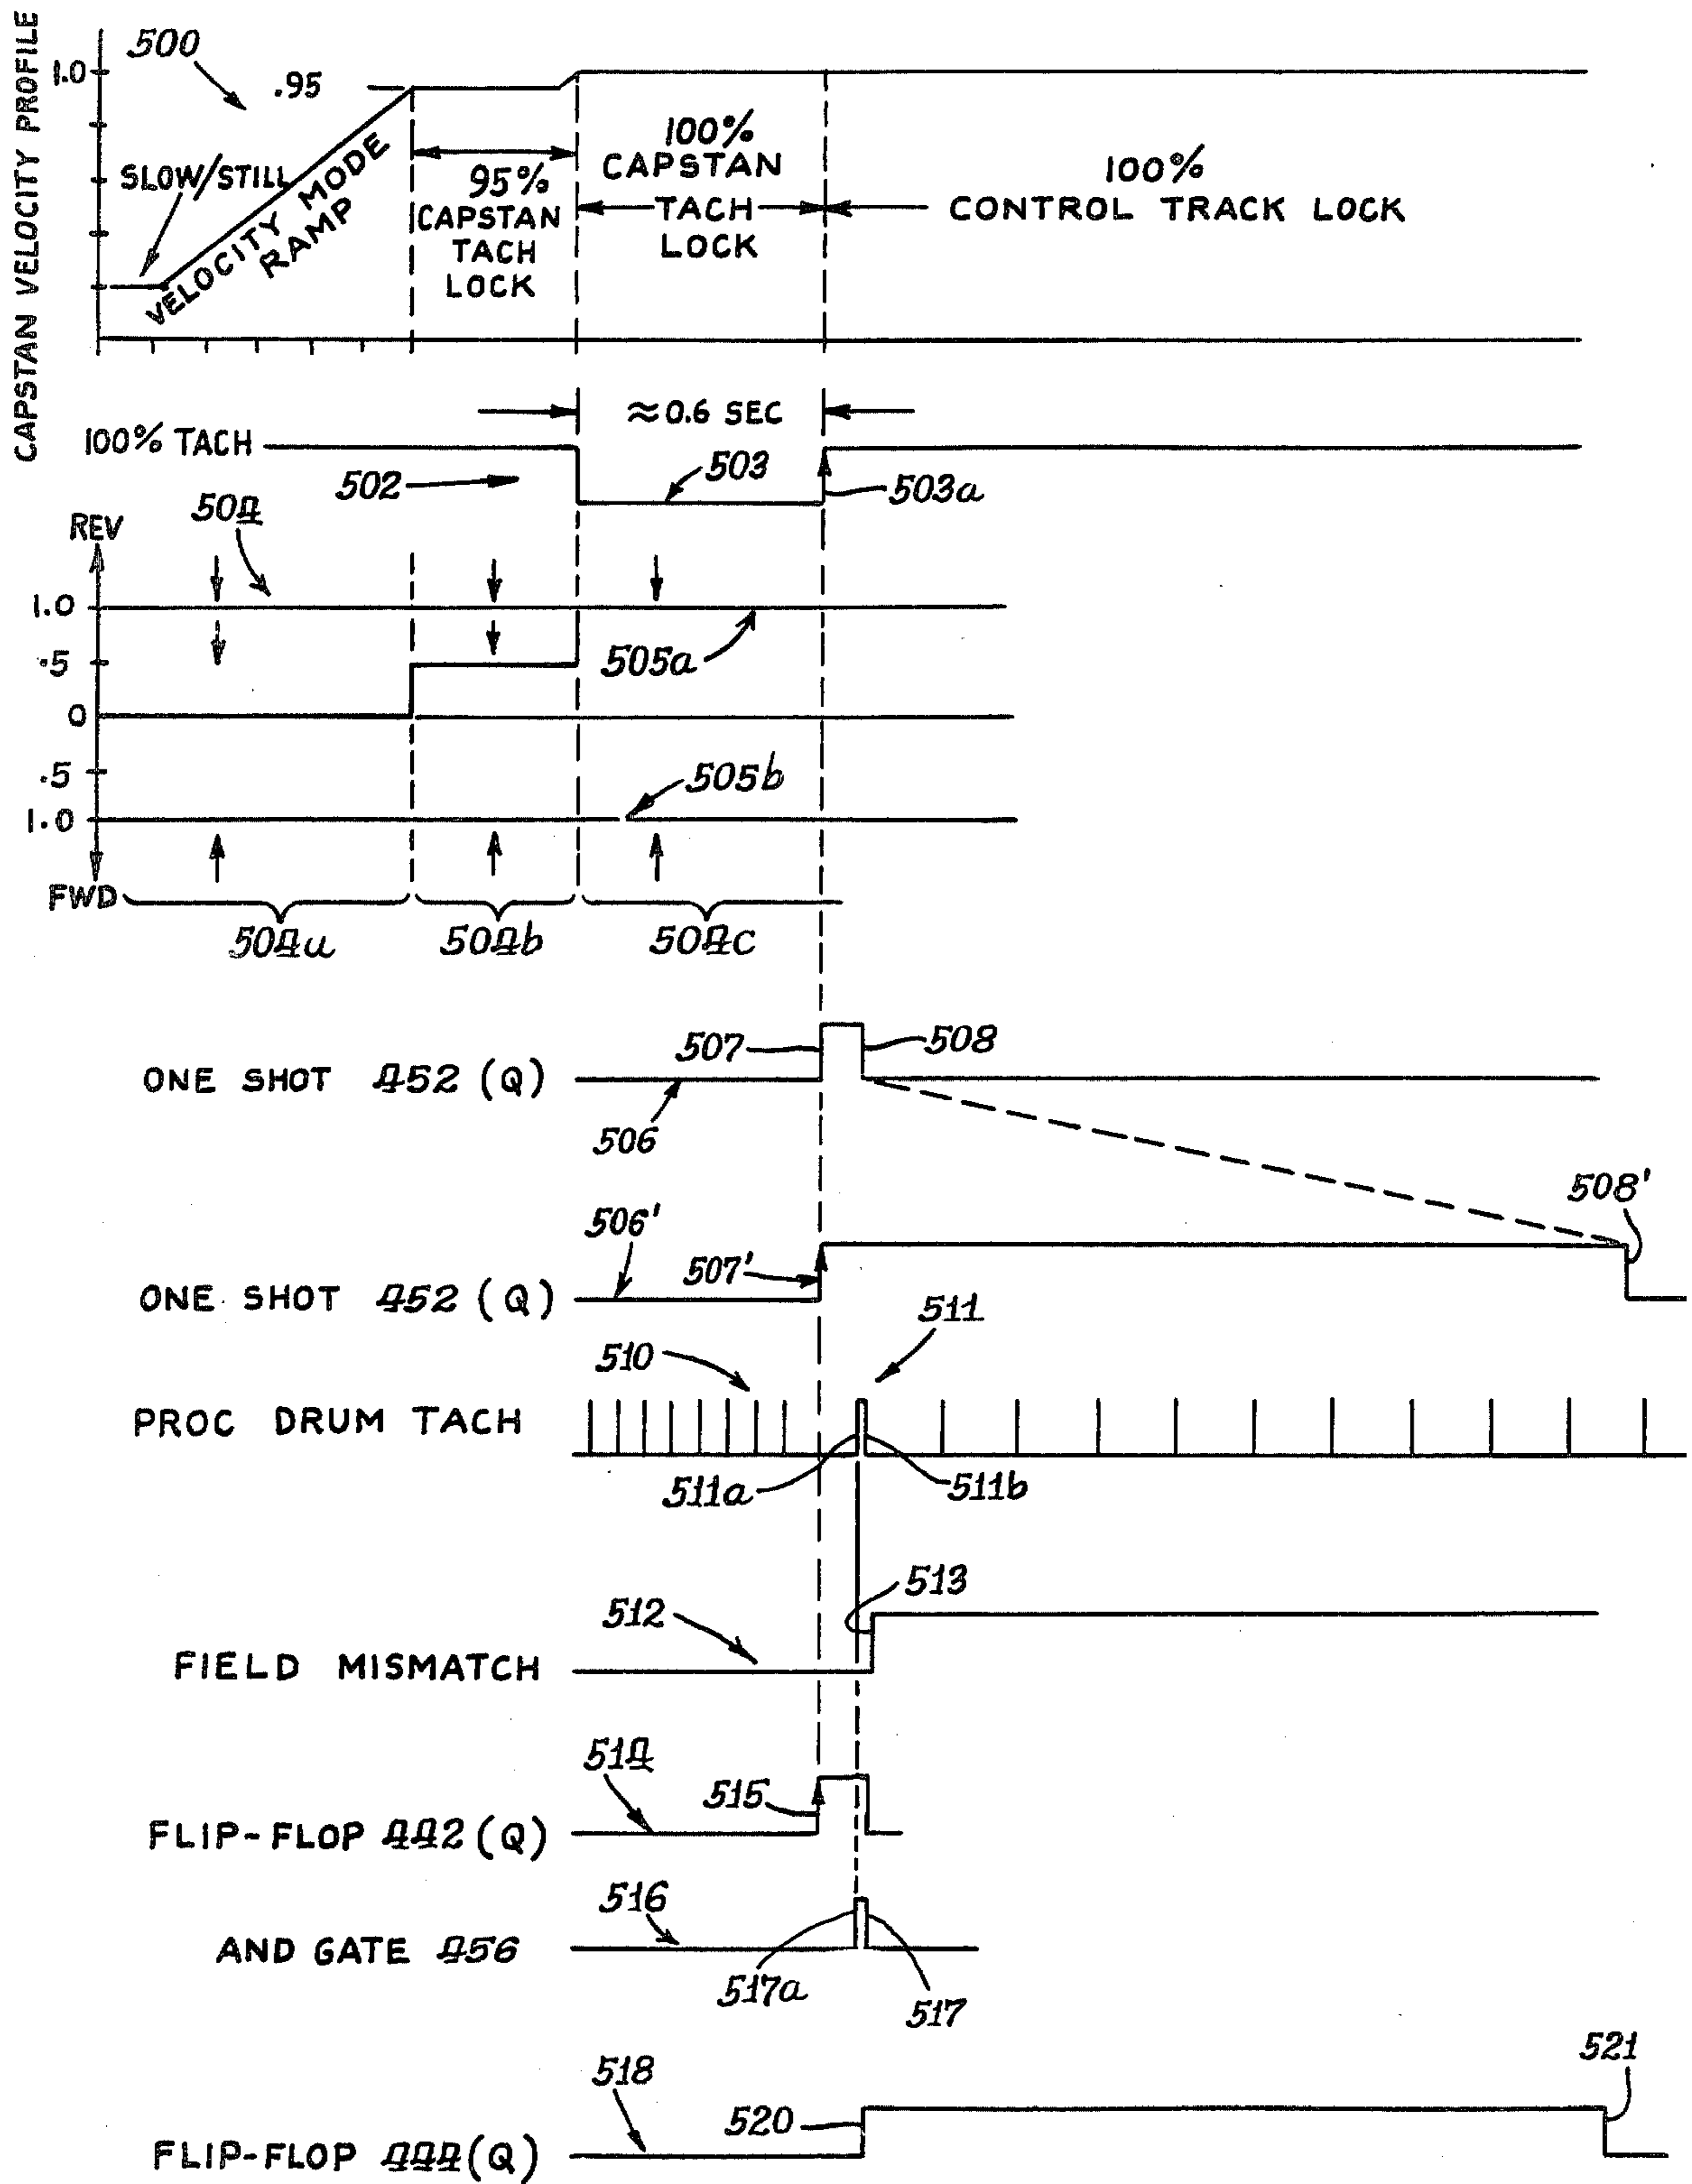 CAPSTAN VELOCITY PROFILE
500
1.0
.95
SLOW/STILL
VELOCITY MODE
RAMP
95%
CAPSTAN
TACH
LOCK
100%
CAPSTAN
TACH
LOCK
100%
CONTROL TRACK LOCK
≈0.6 SEC
100% TACH
502
503
503a
504
REV
1.0
.5
0
.5
1.0
FWD
505a
505b
504a
504b
504c
507
508
ONE SHOT 452 (Q)
506
508'
506'
507'
ONE SHOT 452 (Q)
511
510
PROC DRUM TACH
511a
511b
513
512
FIELD MISMATCH
514
515
FLIP-FLOP 442 (Q)
516
AND GATE 456
517a
517
518
521
520
FLIP-FLOP 444 (Q)